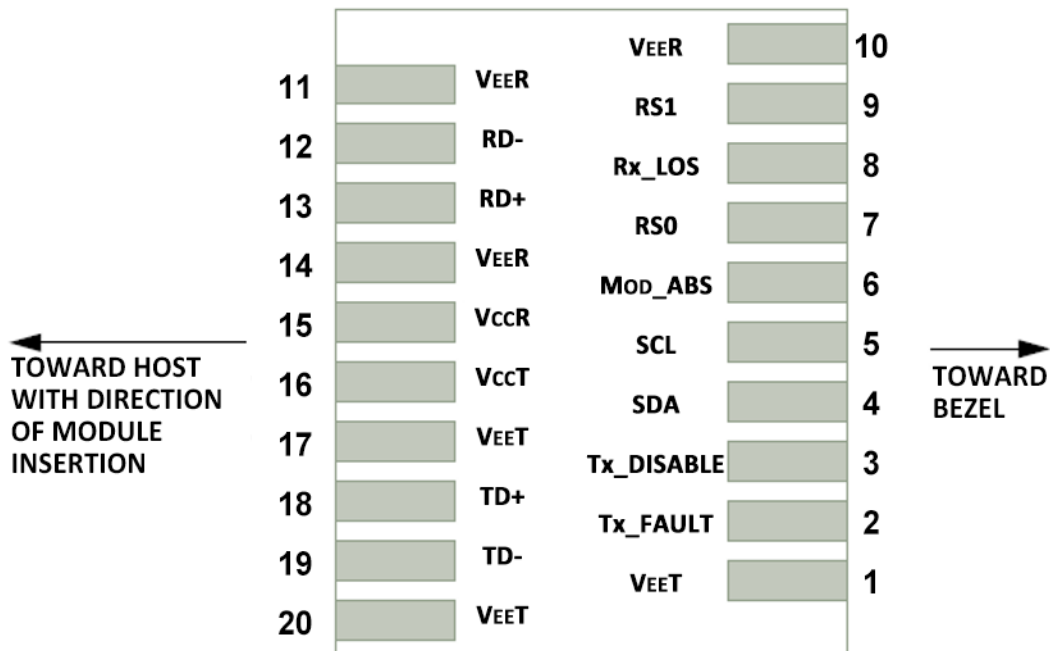 VEER 10
11 VEER
RS1 9
12 RD-
Rx_LOS 8
13 RD+
RS0 7
14 VEER
MOD_ABS 6
15 VCCR
SCL 5
16 VCCT
SDA 4
17 VEET
Tx_DISABLE 3
18 TD+
Tx_FAULT 2
19 TD-
VEET 1
20 VEET
TOWARD HOST
WITH DIRECTION
OF MODULE
INSERTION
TOWARD
BEZEL